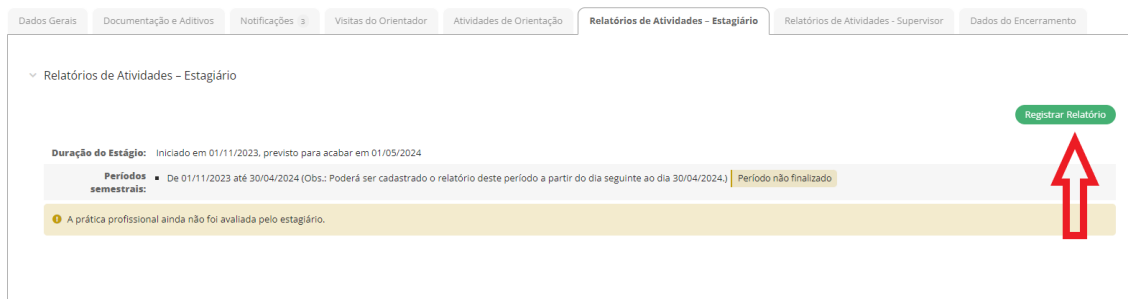 Dados Gerais
Documentação e Aditivos
Notificações 3
Visitas do Orientador
Atividades de Orientação
Relatórios de Atividades – Estagiário
Relatórios de Atividades - Supervisor
Dados do Encerramento
Relatórios de Atividades – Estagiário
Registrar Relatório
Duração do Estágio: Iniciado em 01/11/2023, previsto para acabar em 01/05/2024
Períodos semestrais: ▪ De 01/11/2023 até 30/04/2024 (Obs.: Poderá ser cadastrado o relatório deste período a partir do dia seguinte ao dia 30/04/2024.) Período não finalizado
A prática profissional ainda não foi avaliada pelo estagiário.